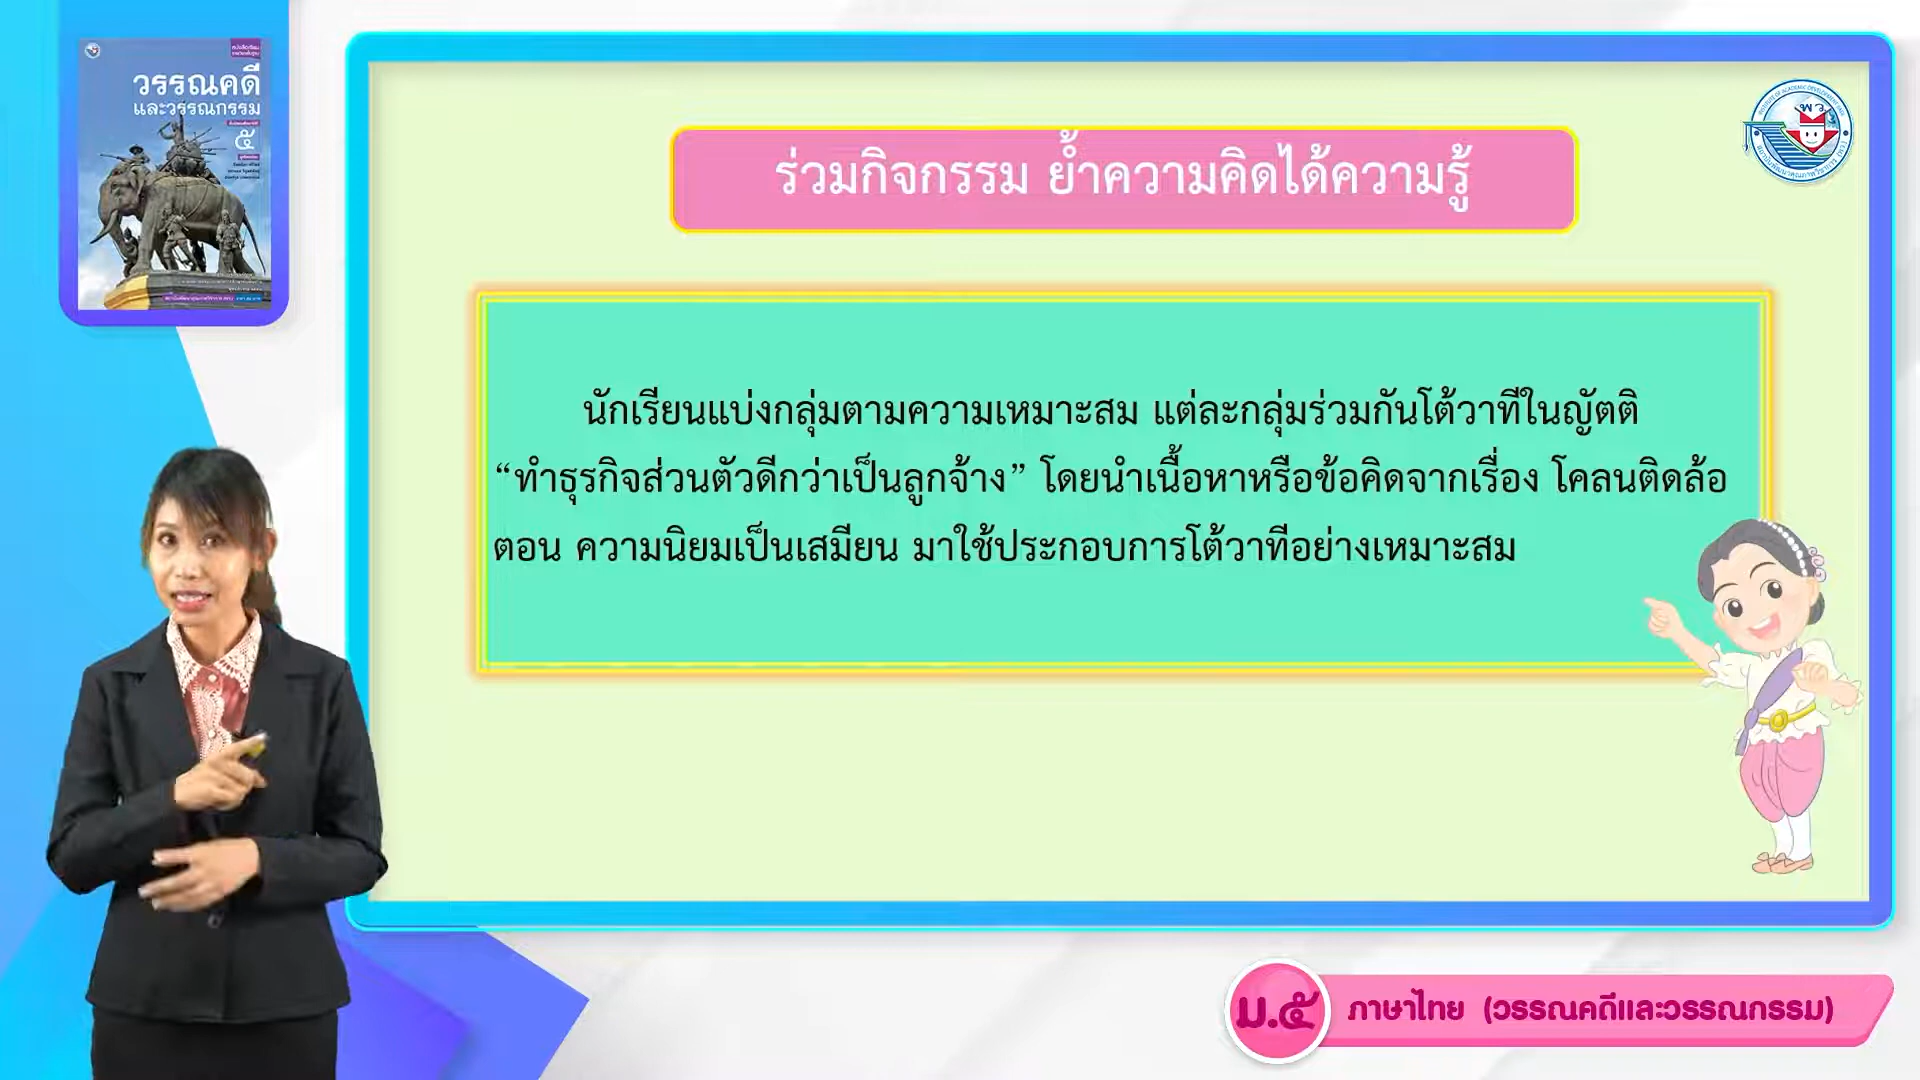 วรรณคดี
และวรรณกรรม
๕
ร่วมกิจกรรม ย้ำความคิดได้ความรู้
พว
นักเรียนแบ่งกลุ่มตามความเหมาะสม แต่ละกลุ่มร่วมกันโต้วาทีในญัตติ
“ทำธุรกิจส่วนตัวดีกว่าเป็นลูกจ้าง” โดยนำเนื้อหาหรือข้อคิดจากเรื่อง โคลนติดล้อ
ตอน ความนิยมเป็นเสมียน มาใช้ประกอบการโต้วาทีอย่างเหมาะสม
ม.๕ ภาษาไทย (วรรณคดีและวรรณกรรม)